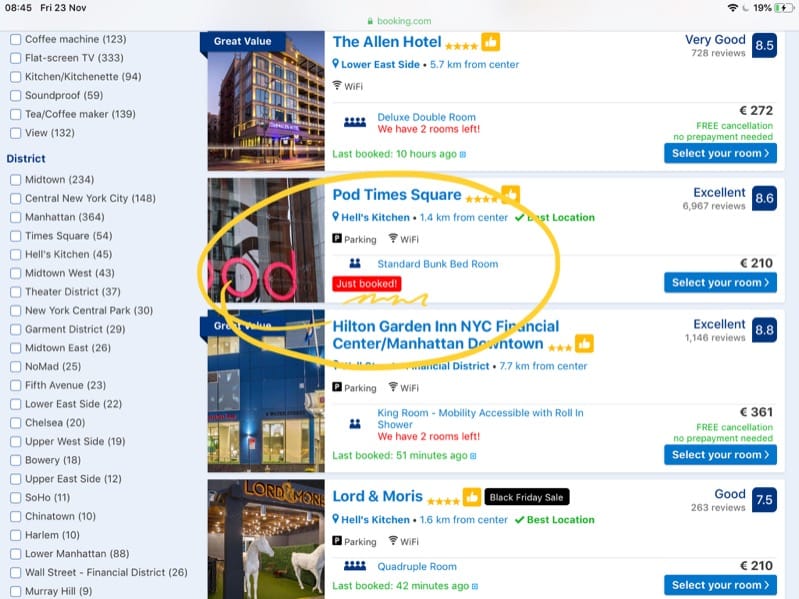 08:45 Fri 23 Nov
19%
booking.com
Coffee machine (123)
Flat-screen TV (333)
Kitchen/Kitchenette (94)
Soundproof (59)
Tea/Coffee maker (139)
View (132)
District
Midtown (234)
Central New York City (148)
Manhattan (364)
Times Square (54)
Hell's Kitchen (45)
Midtown West (43)
Theater District (37)
New York Central Park (30)
Garment District (29)
Midtown East (26)
NoMad (25)
Fifth Avenue (23)
Lower East Side (22)
Chelsea (20)
Upper West Side (19)
Bowery (18)
Upper East Side (12)
SoHo (11)
Chinatown (10)
Harlem (10)
Lower Manhattan (88)
Wall Street - Financial District (26)
Murray Hill (9)
Great Value
The Allen Hotel
Lower East Side • 5.7 km from center
WiFi
Deluxe Double Room
We have 2 rooms left!
Last booked: 10 hours ago
Very Good 8.5
728 reviews
€ 272
FREE cancellation
no prepayment needed
Select your room
pod
Pod Times Square
Hell's Kitchen • 1.4 km from center Best Location
P Parking WiFi
Standard Bunk Bed Room
Just booked!
Excellent 8.6
6,967 reviews
€ 210
Select your room
Great Value
Hilton Garden Inn NYC Financial
Center/Manhattan Downtown
Financial District • 7.7 km from center
P Parking WiFi
King Room - Mobility Accessible with Roll In
Shower
We have 2 rooms left!
Last booked: 51 minutes ago
Excellent 8.8
1,146 reviews
€ 361
FREE cancellation
no prepayment needed
Select your room
LORD & MORIS
Lord & Moris Black Friday Sale
Hell's Kitchen • 1.6 km from center Best Location
P Parking WiFi
Quadruple Room
Last booked: 42 minutes ago
Good 7.5
263 reviews
€ 210
Select your room